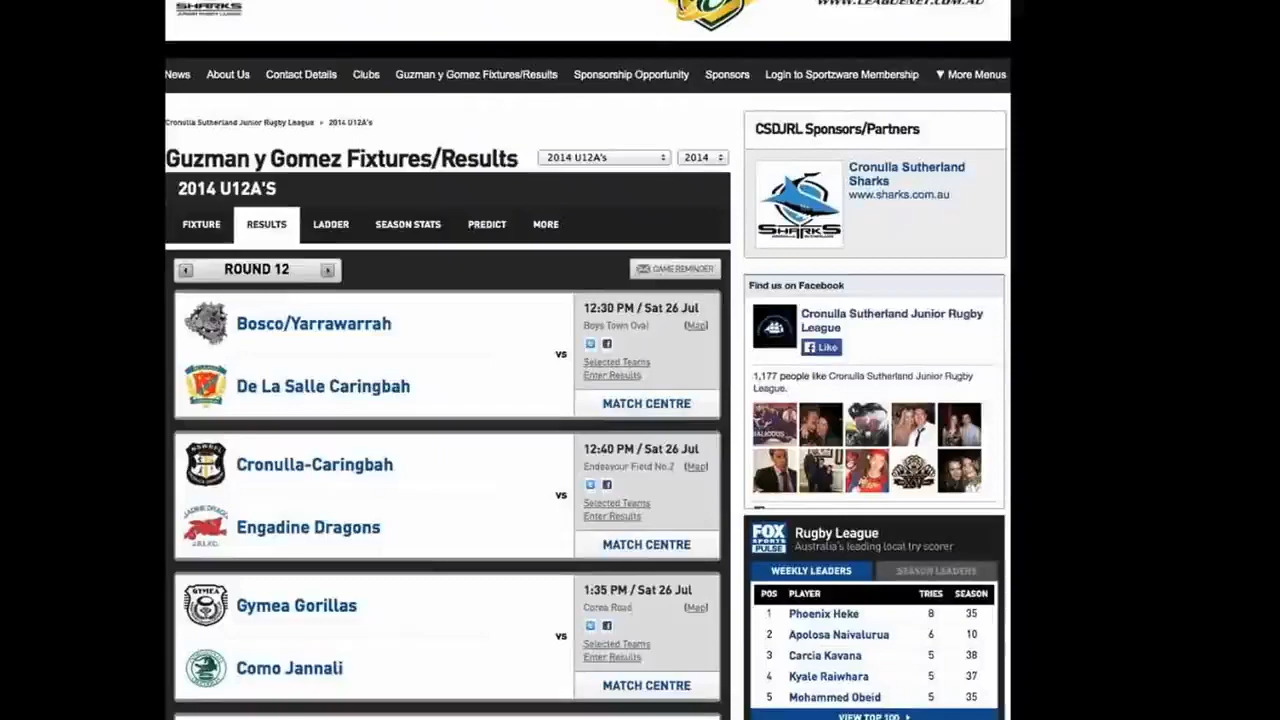 SHARKS
JUNIOR RUGBY LEAGUE
WWW.LEAGUENET.COM.AU
News
About Us
Contact Details
Clubs
Guzman y Gomez Fixtures/Results
Sponsorship Opportunity
Sponsors
Login to Sportzware Membership
▼ More Menus
Cronulla Sutherland Junior Rugby League » 2014 U12A's
Guzman y Gomez Fixtures/Results
2014 U12A's
2014
2014 U12A'S
FIXTURE
RESULTS
LADDER
SEASON STATS
PREDICT
MORE
ROUND 12
GAME REMINDER
Bosco/Yarrawarrah
vs
De La Salle Caringbah
12:30 PM / Sat 26 Jul
Boys Town Oval (Map)
Selected Teams
Enter Results
MATCH CENTRE
Cronulla-Caringbah
vs
Engadine Dragons
12:40 PM / Sat 26 Jul
Endeavour Field No.2 (Map)
Selected Teams
Enter Results
MATCH CENTRE
GYMEA
Gymea Gorillas
vs
Como Jannali
1:35 PM / Sat 26 Jul
Corea Road (Map)
Selected Teams
Enter Results
MATCH CENTRE
CSDJRL Sponsors/Partners
SHARKS
Cronulla Sutherland
Sharks
www.sharks.com.au
Find us on Facebook
Cronulla Sutherland Junior Rugby
League
Like
1,177 people like Cronulla Sutherland Junior Rugby
League.
FOX
SPORTS
PULSE
Rugby League
Australia's leading local try scorer
WEEKLY LEADERS
SEASON LEADERS
POS PLAYER TRIES SEASON
1 Phoenix Heke 8 35
2 Apolosa Naivalurua 6 10
3 Carcia Kavana 5 38
4 Kyale Raiwhara 5 37
5 Mohammed Obeid 5 35
VIEW TOP 100